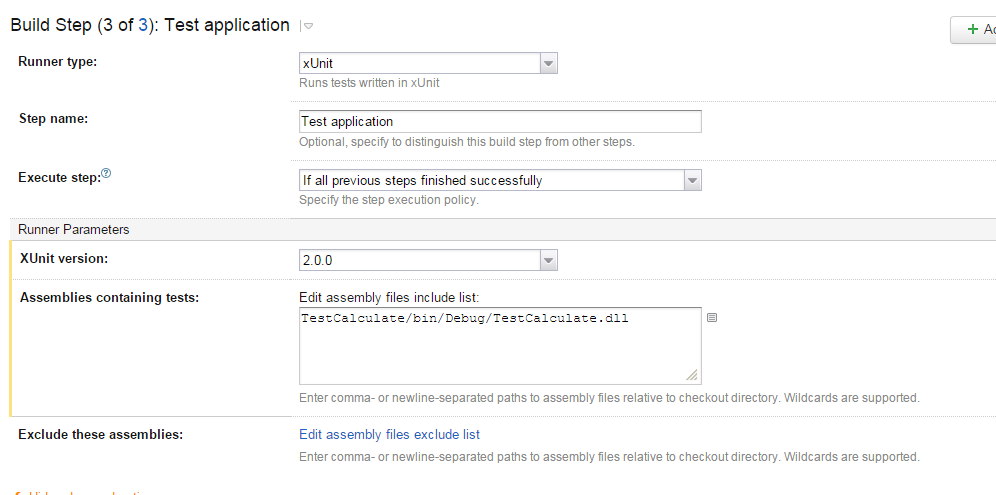 Build Step (3 of 3): Test application
Runner type:
xUnit
Runs tests written in xUnit
Step name:
Test application
Optional, specify to distinguish this build step from other steps.
Execute step:
If all previous steps finished successfully
Specify the step execution policy.
Runner Parameters
XUnit version:
2.0.0
Assemblies containing tests:
Edit assembly files include list:
TestCalculate/bin/Debug/TestCalculate.dll
Enter comma- or newline-separated paths to assembly files relative to checkout directory. Wildcards are supported.
Exclude these assemblies:
Edit assembly files exclude list
Enter comma- or newline-separated paths to assembly files relative to checkout directory. Wildcards are supported.